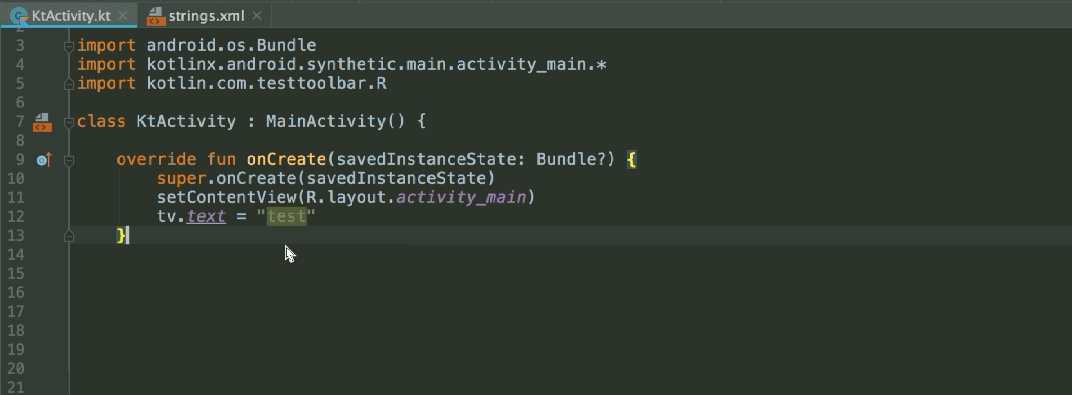 KtActivity.kt strings.xml
3 import android.os.Bundle
4 import kotlinx.android.synthetic.main.activity_main.*
5 import kotlin.com.testtoolbar.R
6
7 class KtActivity : MainActivity() {
8
9 override fun onCreate(savedInstanceState: Bundle?) {
10 super.onCreate(savedInstanceState)
11 setContentView(R.layout.activity_main)
12 tv.text = "test"
13 }
14
15
16
17
18
19
20
21